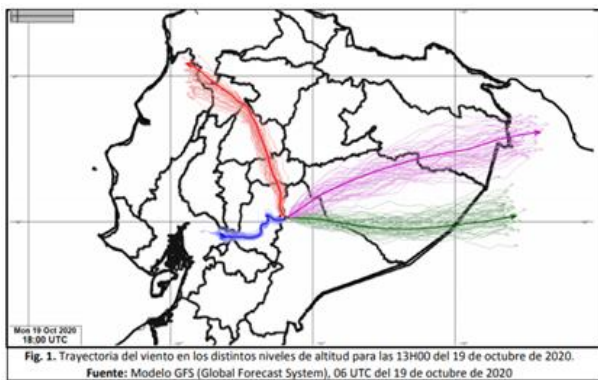 Mon 19 Oct 2020
18:00 UTC
Fig. 1. Trayectoria del viento en los distintos niveles de altitud para las 13H00 del 19 de octubre de 2020.
Fuente: Modelo GFS (Global Forecast System), 06 UTC del 19 de octubre de 2020